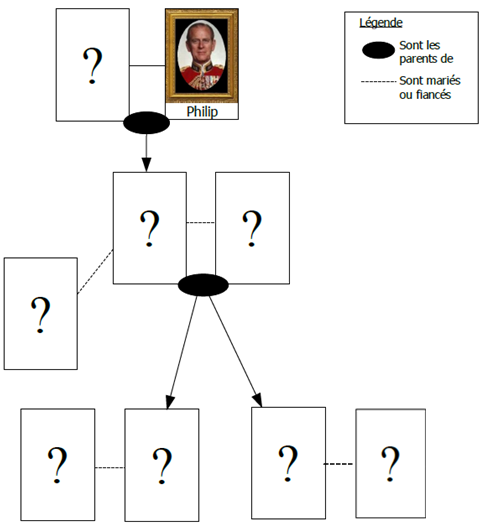 ?
Philip
Légende
Sont les
parents de
Sont mariés
ou fiancés
?
?
?
?
?
?
?